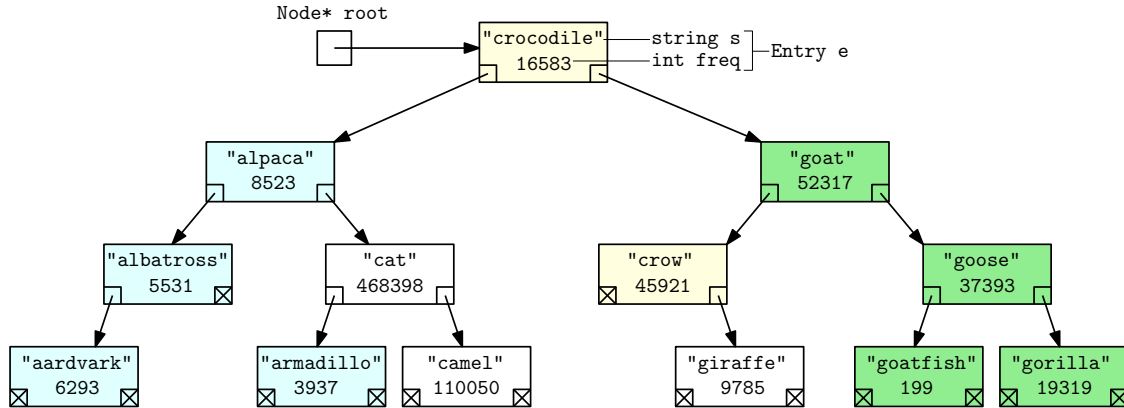 Node* root
"crocodile"
16583
string s
int freq
Entry e
"alpaca"
8523
"goat"
52317
"albatross"
5531
"cat"
468398
"crow"
45921
"goose"
37393
"aardvark"
6293
"armadillo"
3937
"camel"
110050
"giraffe"
9785
"goatfish"
199
"gorilla"
19319